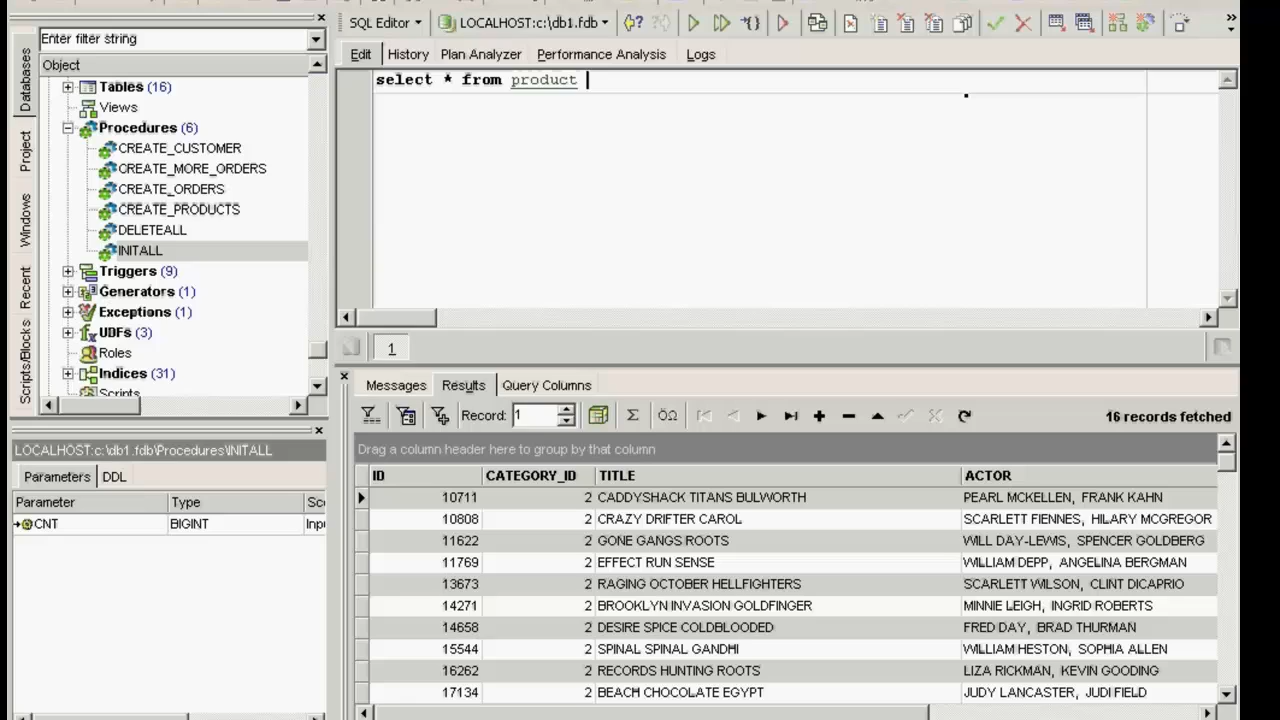 SQL Editor LOCALHOST:c:\db1.fdb
Enter filter string
Object
Databases
Project
Windows
Recent
Scripts/Blocks
Tables (16)
Views
Procedures (6)
CREATE_CUSTOMER
CREATE_MORE_ORDERS
CREATE_ORDERS
CREATE_PRODUCTS
DELETEALL
INITALL
Triggers (9)
Generators (1)
Exceptions (1)
UDFs (3)
Roles
Indices (31)
Scripts
LOCALHOST:c:\db1.fdb\Procedures\INITALL
Parameters DDL
Parameter Type Sc
CNT BIGINT Inpu
Edit History Plan Analyzer Performance Analysis Logs
select * from product
1
Messages Results Query Columns
Record: 1 Σ ÖΩ 16 records fetched
Drag a column header here to group by that column
ID CATEGORY_ID TITLE ACTOR
10711 2 CADDYSHACK TITANS BULWORTH PEARL MCKELLEN, FRANK KAHN
10808 2 CRAZY DRIFTER CAROL SCARLETT FIENNES, HILARY MCGREGOR
11622 2 GONE GANGS ROOTS WILL DAY-LEWIS, SPENCER GOLDBERG
11769 2 EFFECT RUN SENSE WILLIAM DEPP, ANGELINA BERGMAN
13673 2 RAGING OCTOBER HELLFIGHTERS SCARLETT WILSON, CLINT DICAPRIO
14271 2 BROOKLYN INVASION GOLDFINGER MINNIE LEIGH, INGRID ROBERTS
14658 2 DESIRE SPICE COLDBLOODED FRED DAY, BRAD THURMAN
15544 2 SPINAL SPINAL GANDHI WILLIAM HESTON, SOPHIA ALLEN
16262 2 RECORDS HUNTING ROOTS LIZA RICKMAN, KEVIN GOODING
17134 2 BEACH CHOCOLATE EGYPT JUDY LANCASTER, JUDI FIELD